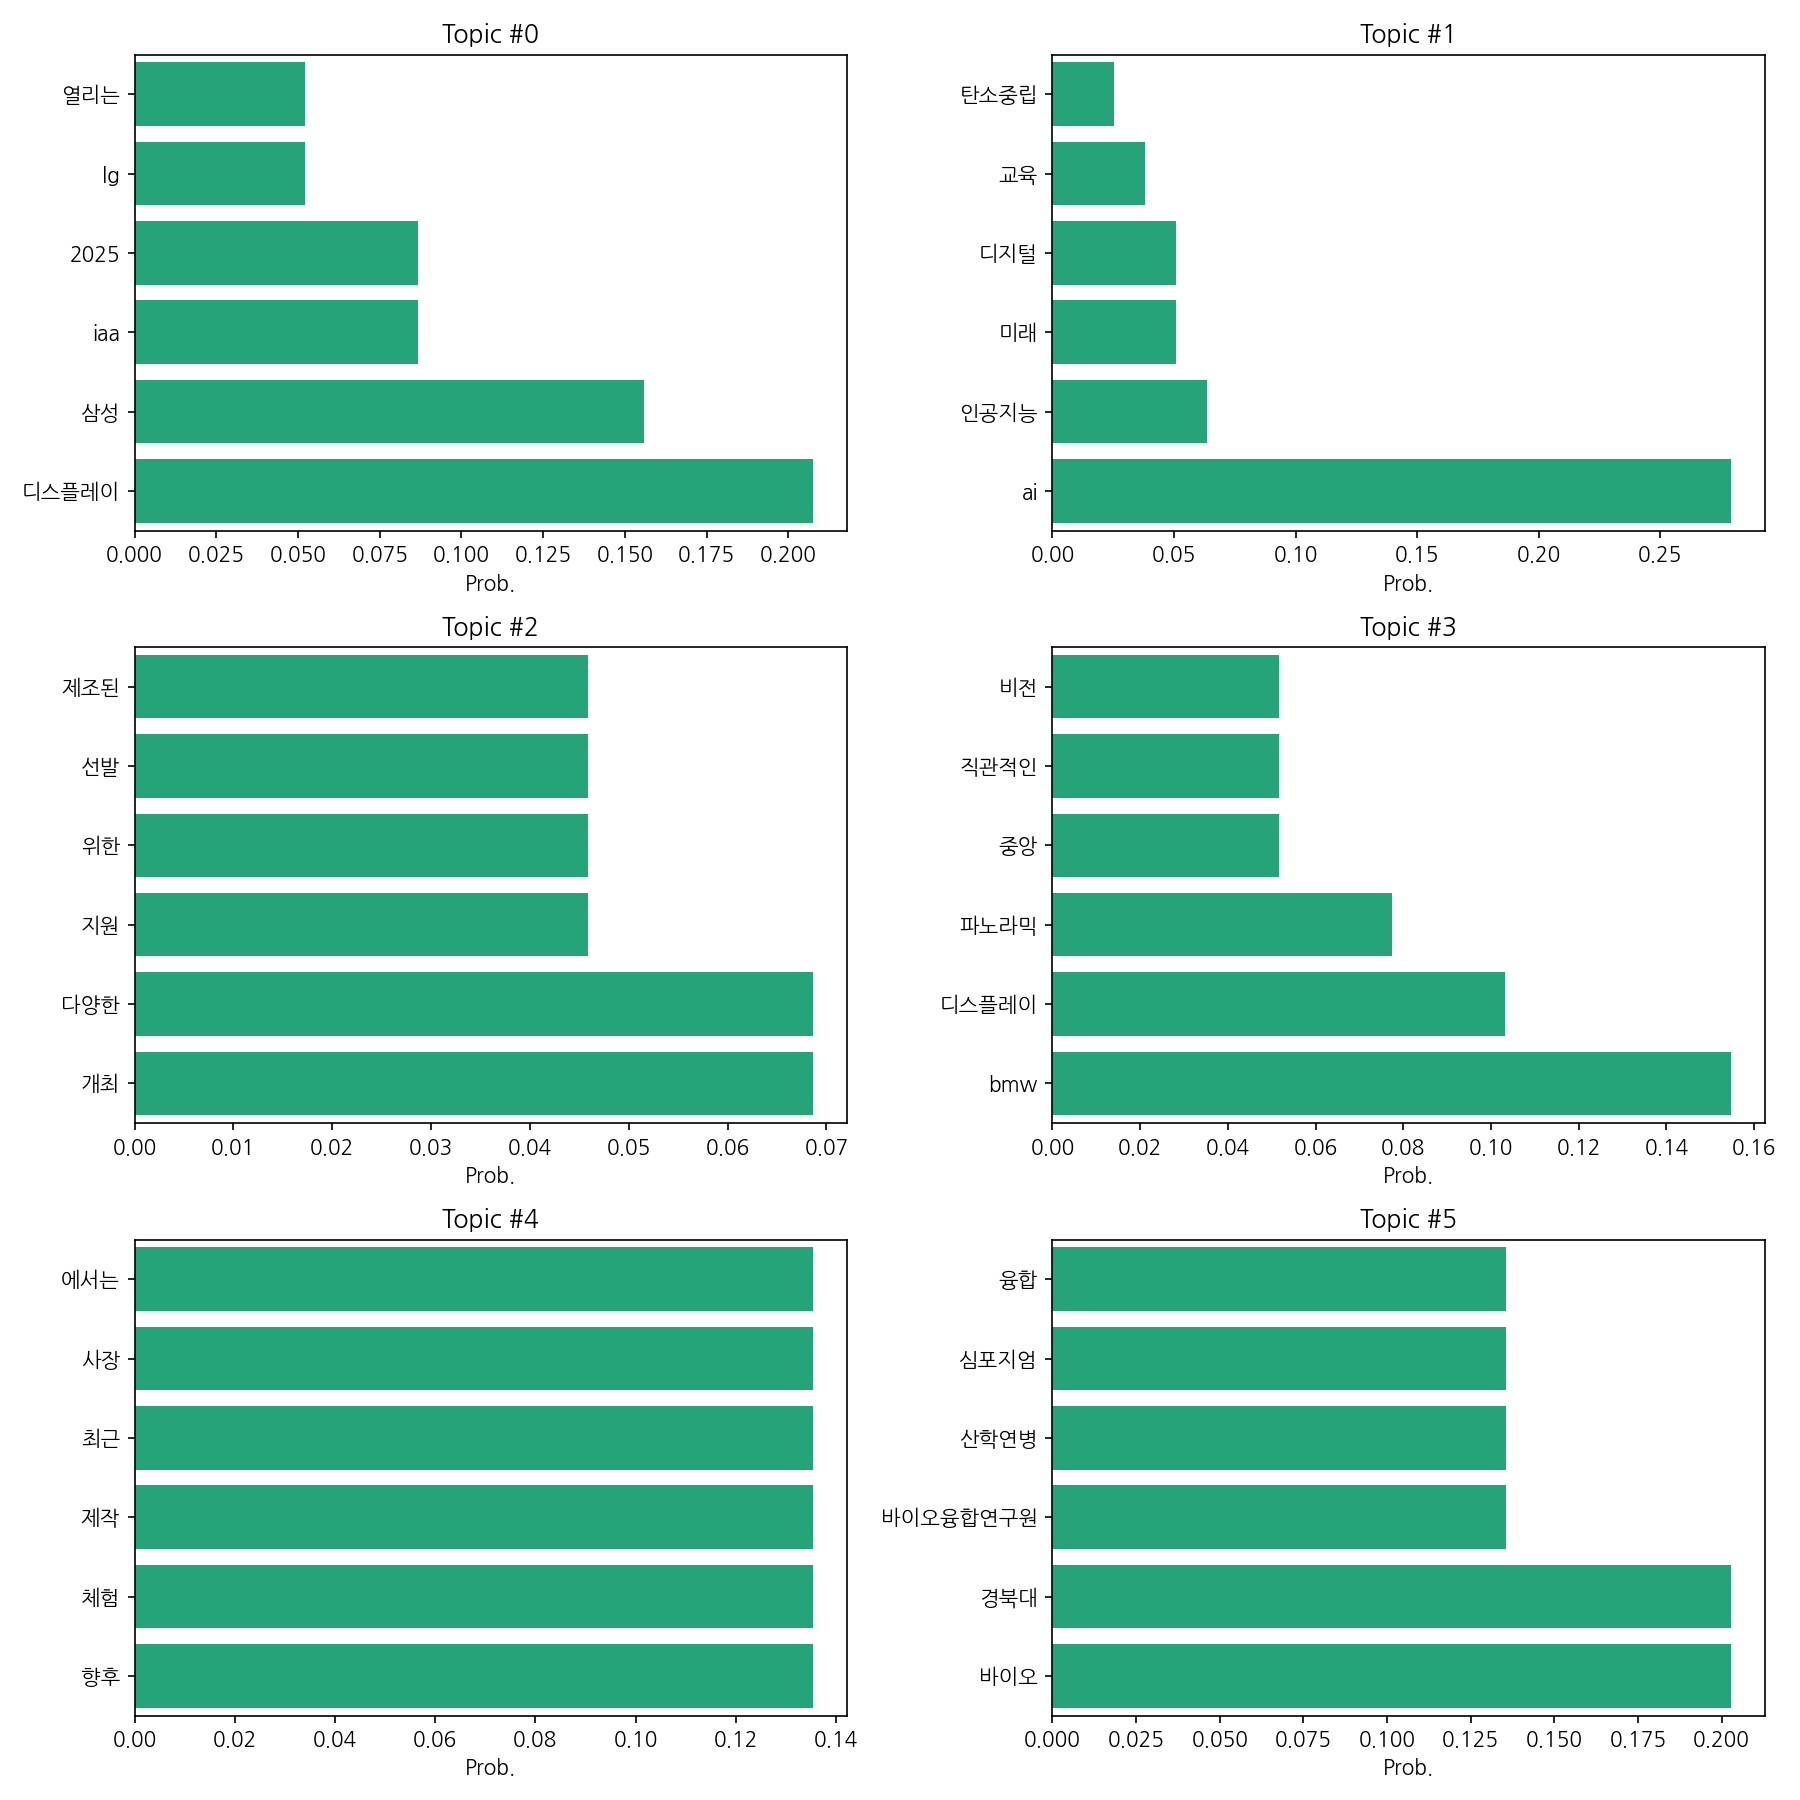 Topic #0
열리는
lg
2025
iaa
삼성
디스플레이
0.000 0.025 0.050 0.075 0.100 0.125 0.150 0.175 0.200
Prob.
Topic #1
탄소중립
교육
디지털
미래
인공지능
ai
0.00 0.05 0.10 0.15 0.20 0.25
Prob.
Topic #2
제조된
선발
위한
지원
다양한
개최
0.00 0.01 0.02 0.03 0.04 0.05 0.06 0.07
Prob.
Topic #3
비전
직관적인
중앙
파노라믹
디스플레이
bmw
0.00 0.02 0.04 0.06 0.08 0.10 0.12 0.14 0.16
Prob.
Topic #4
에서는
사장
최근
제작
체험
향후
0.00 0.02 0.04 0.06 0.08 0.10 0.12 0.14
Prob.
Topic #5
융합
심포지엄
산학연병
바이오융합연구원
경북대
바이오
0.000 0.025 0.050 0.075 0.100 0.125 0.150 0.175 0.200
Prob.